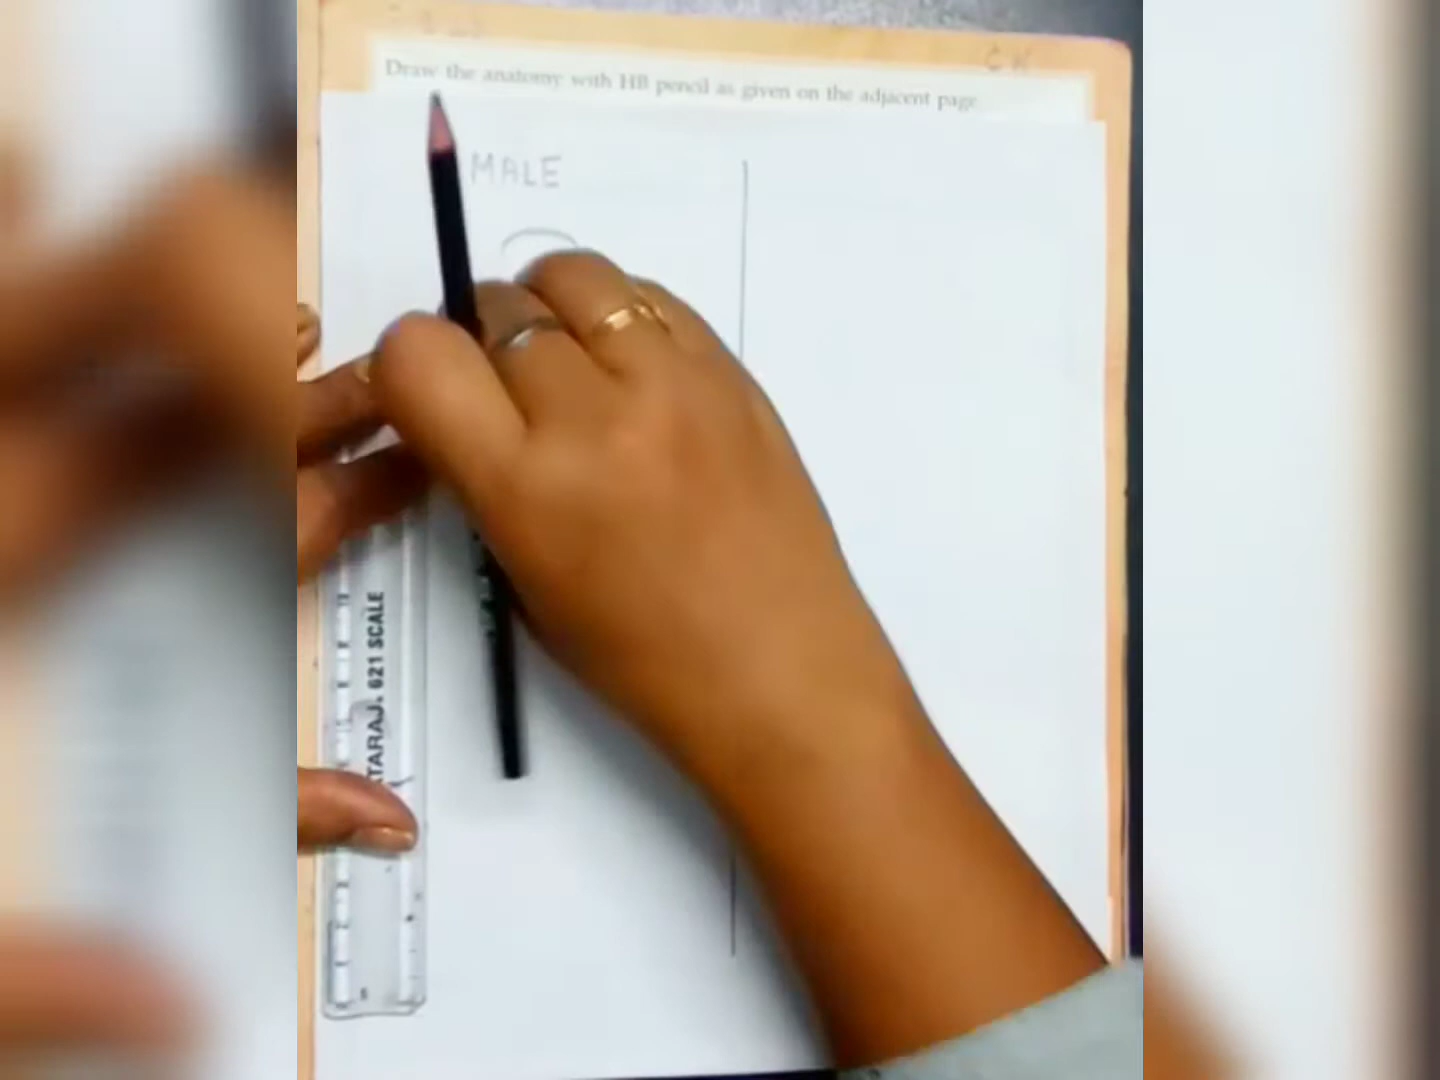 Draw the anatomy with HB pencil as given on the adjacent page
MALE
TARAJ. 621 SCALE